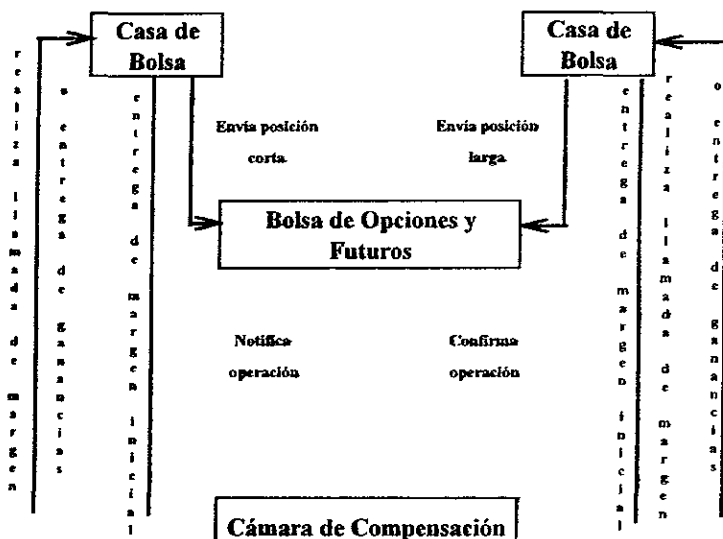 Casa de
Bolsa
Casa de
Bolsa
realiza llamada de margen
o entrega de ganancias
entrega de margen inicial
Envía posición
corta
Envía posición
larga
entrega de margen inicial
realiza llamada de margen
o entrega de ganancias
Bolsa de Opciones y
Futuros
Notifica
operación
Confirma
operación
Cámara de Compensación